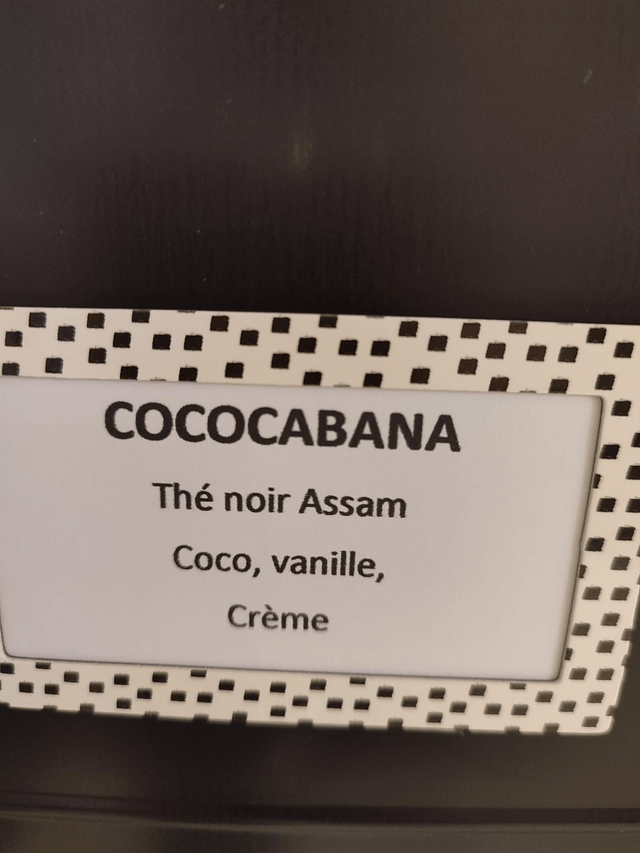 COCOCABANA
Thé noir Assam
Coco, vanille,
Crème